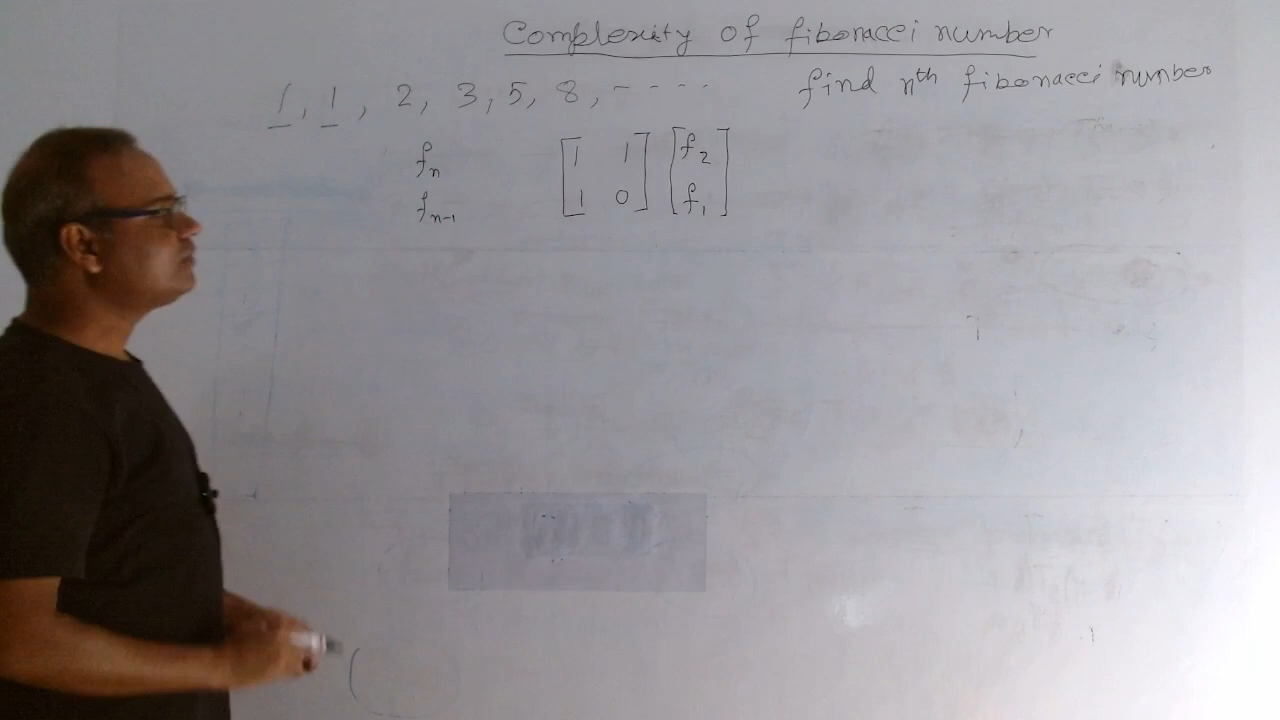 Complexity of fibonacci number
1, 1, 2, 3, 5, 8, - - - - find nth fibonacci number
fn [1 1] [f2]
fn-1 [1 0] [f1]